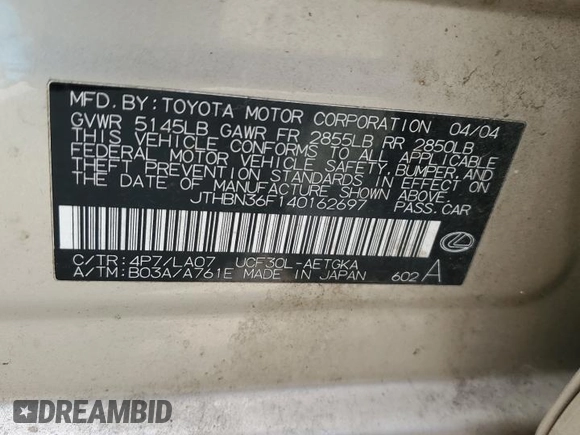 MFD. BY: TOYOTA MOTOR CORPORATION 04/04
GVWR 5145LB GAWR FR 2855LB RR 2850LB
THIS VEHICLE CONFORMS TO ALL APPLICABLE
FEDERAL MOTOR VEHICLE SAFETY, BUMPER, AND
THEFT PREVENTION STANDARDS IN EFFECT ON
THE DATE OF MANUFACTURE SHOWN ABOVE.
JTHBN36F140162697 PASS. CAR
C/TR: 4P7/LA07 UCF30L-AETGKA
A/TM: B03A/A761E MADE IN JAPAN 602 A
DREAMBID